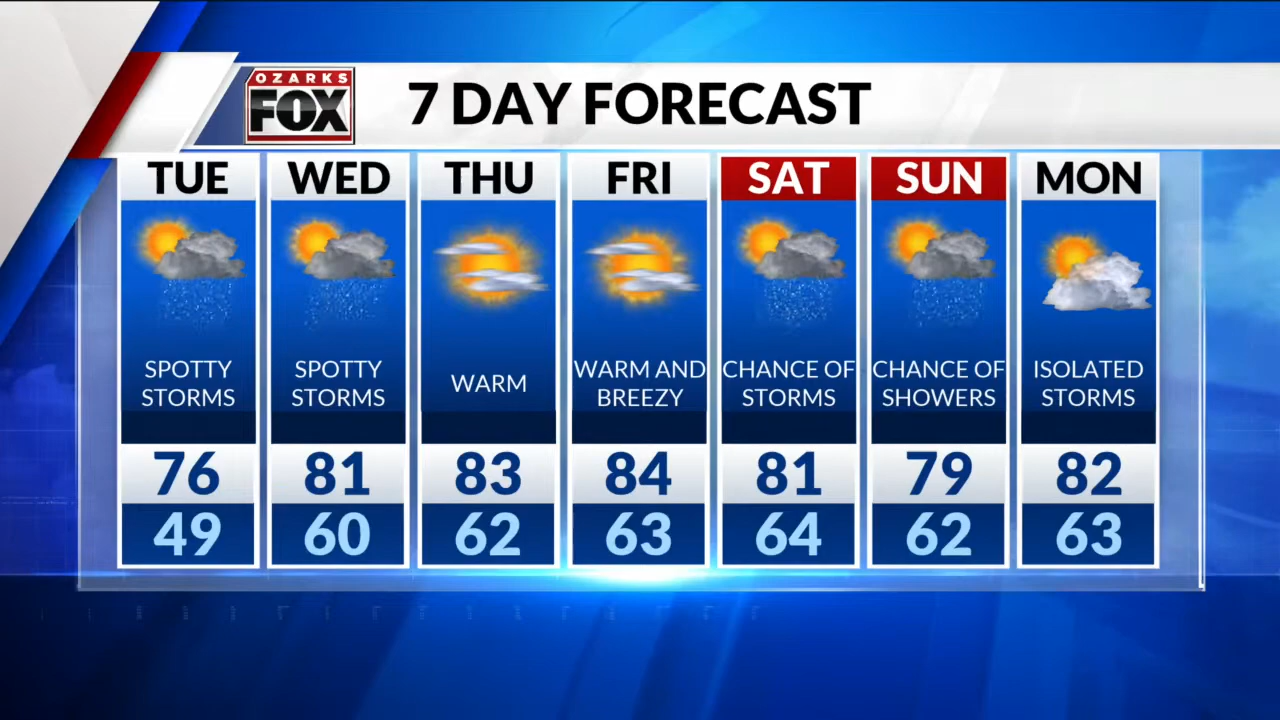 OZARKS
FOX
7 DAY FORECAST
TUE WED THU FRI SAT SUN MON
SPOTTY STORMS
SPOTTY STORMS
WARM
WARM AND BREEZY
CHANCE OF STORMS
CHANCE OF SHOWERS
ISOLATED STORMS
76 81 83 84 81 79 82
49 60 62 63 64 62 63